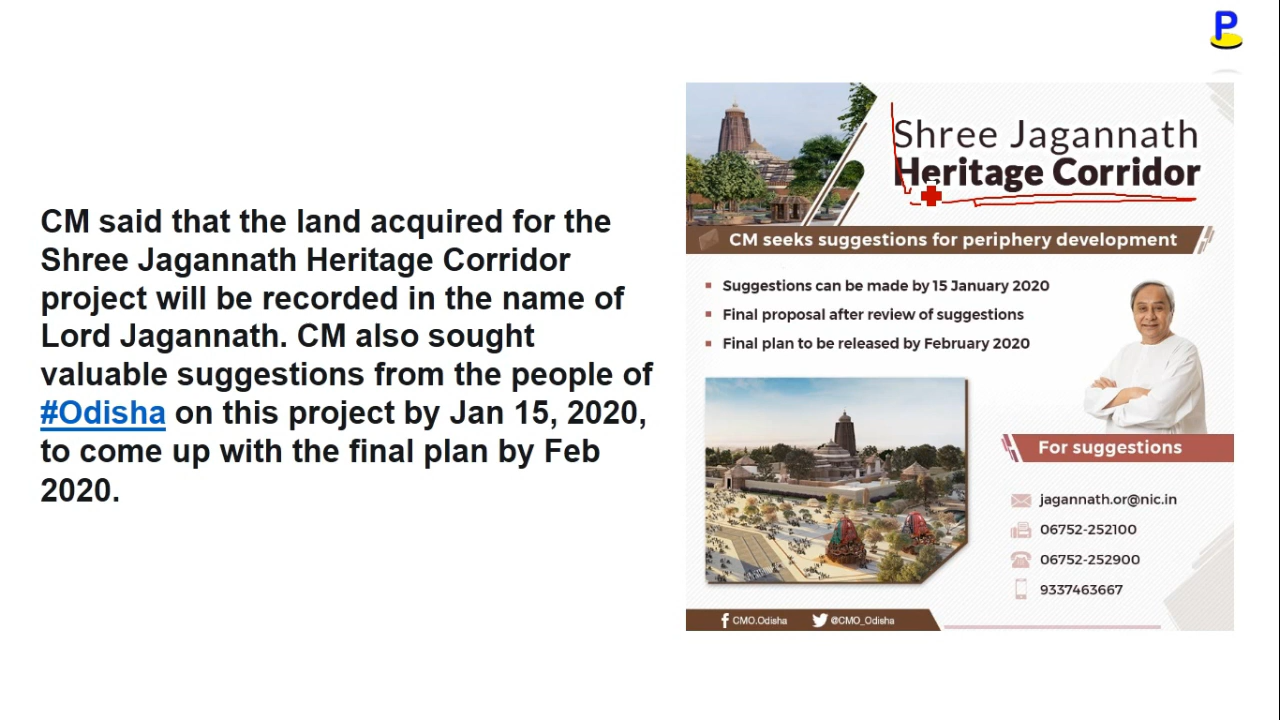 P
CM said that the land acquired for the
Shree Jagannath Heritage Corridor
project will be recorded in the name of
Lord Jagannath. CM also sought
valuable suggestions from the people of
#Odisha on this project by Jan 15, 2020,
to come up with the final plan by Feb
2020.
Shree Jagannath
Heritage Corridor
CM seeks suggestions for periphery development
Suggestions can be made by 15 January 2020
Final proposal after review of suggestions
Final plan to be released by February 2020
For suggestions
jagannath.or@nic.in
06752-252100
06752-252900
9337463667
CMO.Odisha @CMO_Odisha